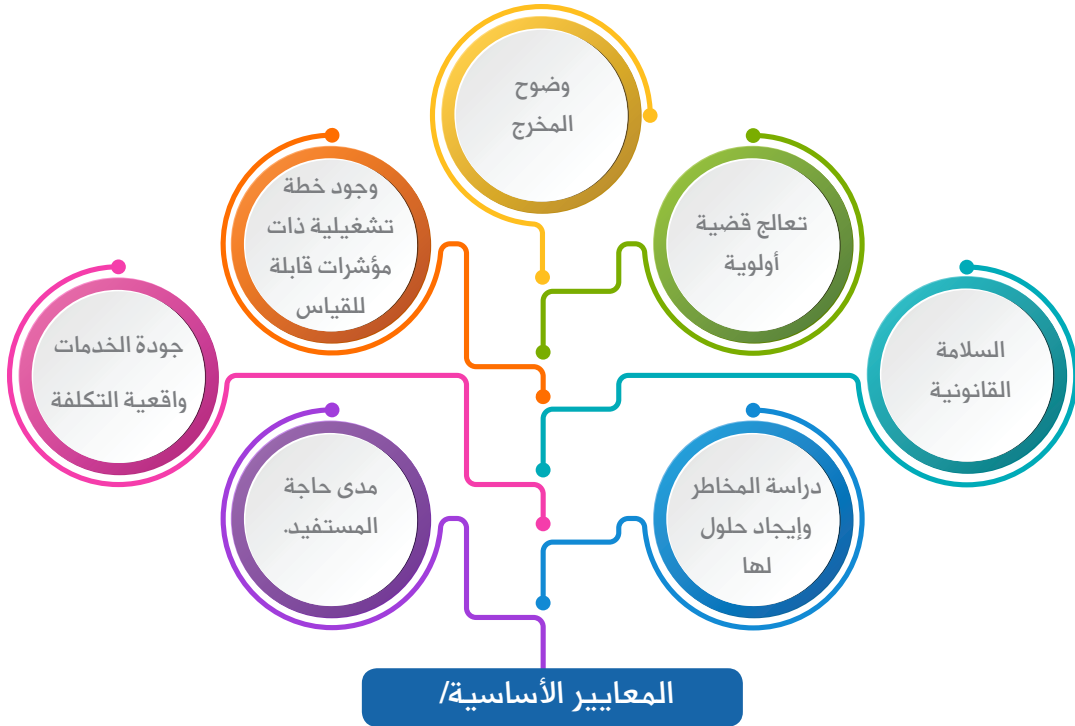 وضوح
المخرج
وجود خطة
تشغيلية ذات
مؤشرات قابلة
للقياس
تعالج قضية
أولوية
جودة الخدمات
واقعية التكلفة
السلامة
القانونية
مدى حاجة
المستفيد.
دراسة المخاطر
وإيجاد حلول
لها
المعايير الأساسية/